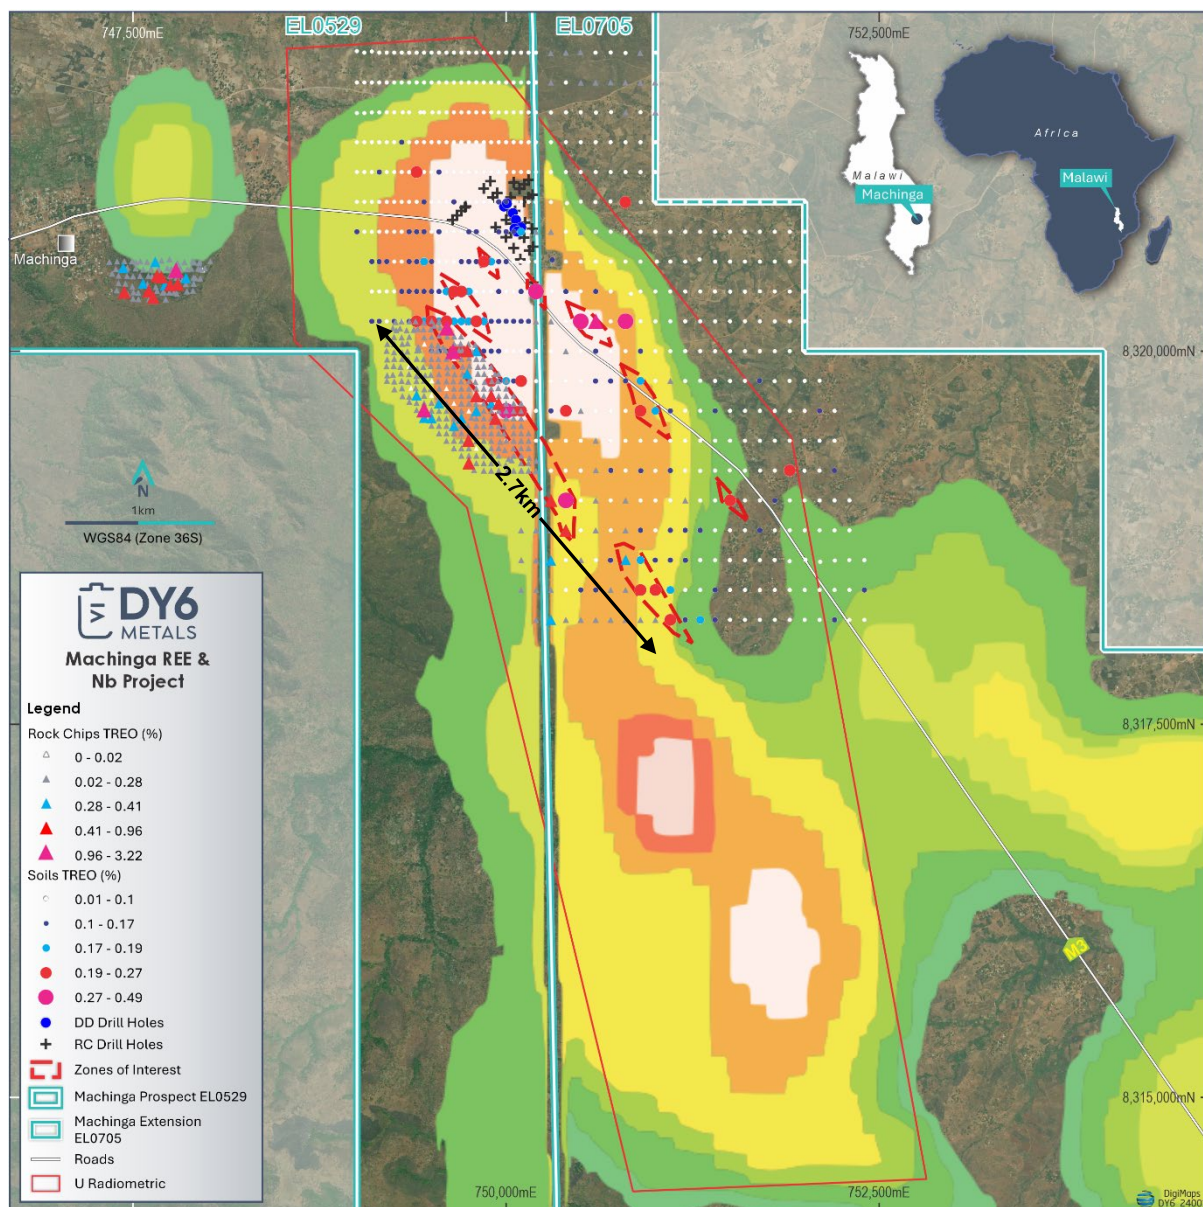 EL0529
EL0705
747,500mE
752,500mE
Africa
Malawi
Machinga
Malawi
Machinga
8,320,000mN
2.7km
N
1km
WGS84 (Zone 36S)
DY6
METALS
Machinga REE &
Nb Project
Legend
Rock Chips TREO (%)
0 - 0.02
0.02 - 0.28
0.28 - 0.41
0.41 - 0.96
0.96 - 3.22
Soils TREO (%)
0.01 - 0.1
0.1 - 0.17
0.17 - 0.19
0.19 - 0.27
0.27 - 0.49
DD Drill Holes
RC Drill Holes
Zones of Interest
Machinga Prospect EL0529
Machinga Extension
EL0705
Roads
U Radiometric
8,317,500mN
M3
8,315,000mN
750,000mE
752,500mE
DigiMaps